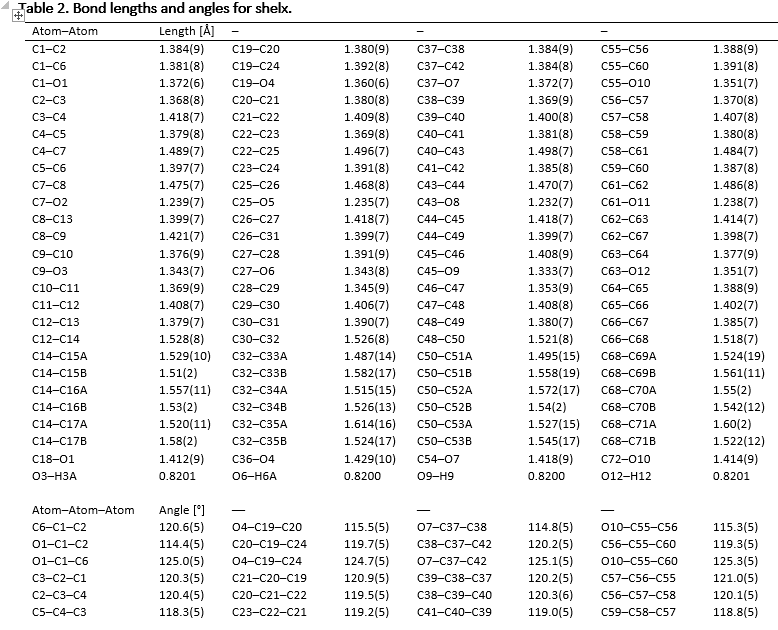 Table 2. Bond lengths and angles for shelx.
Atom–Atom Length [Å] – – –
C1–C2 1.384(9) C19–C20 1.380(9) C37–C38 1.384(9) C55–C56 1.388(9)
C1–C6 1.381(8) C19–C24 1.392(8) C37–C42 1.384(8) C55–C60 1.391(8)
C1–O1 1.372(6) C19–O4 1.360(6) C37–O7 1.372(7) C55–O10 1.351(7)
C2–C3 1.368(8) C20–C21 1.380(8) C38–C39 1.369(9) C56–C57 1.370(8)
C3–C4 1.418(7) C21–C22 1.409(8) C39–C40 1.400(8) C57–C58 1.407(8)
C4–C5 1.379(8) C22–C23 1.369(8) C40–C41 1.381(8) C58–C59 1.380(8)
C4–C7 1.489(7) C22–C25 1.496(7) C40–C43 1.498(7) C58–C61 1.484(7)
C5–C6 1.397(7) C23–C24 1.391(8) C41–C42 1.385(8) C59–C60 1.387(8)
C7–C8 1.475(7) C25–C26 1.468(8) C43–C44 1.470(7) C61–C62 1.486(8)
C7–O2 1.239(7) C25–O5 1.235(7) C43–O8 1.232(7) C61–O11 1.238(7)
C8–C13 1.399(7) C26–C27 1.418(7) C44–C45 1.418(7) C62–C63 1.414(7)
C8–C9 1.421(7) C26–C31 1.399(7) C44–C49 1.399(7) C62–C67 1.398(7)
C9–C10 1.376(9) C27–C28 1.391(9) C45–C46 1.408(9) C63–C64 1.377(9)
C9–O3 1.343(7) C27–O6 1.343(8) C45–O9 1.333(7) C63–O12 1.351(7)
C10–C11 1.369(9) C28–C29 1.345(9) C46–C47 1.353(9) C64–C65 1.388(9)
C11–C12 1.408(7) C29–C30 1.406(7) C47–C48 1.408(8) C65–C66 1.402(7)
C12–C13 1.379(7) C30–C31 1.390(7) C48–C49 1.380(7) C66–C67 1.385(7)
C12–C14 1.528(8) C30–C32 1.526(8) C48–C50 1.521(8) C66–C68 1.518(7)
C14–C15A 1.529(10) C32–C33A 1.487(14) C50–C51A 1.495(15) C68–C69A 1.524(19)
C14–C15B 1.51(2) C32–C33B 1.582(17) C50–C51B 1.558(19) C68–C69B 1.561(11)
C14–C16A 1.557(11) C32–C34A 1.515(15) C50–C52A 1.572(17) C68–C70A 1.55(2)
C14–C16B 1.53(2) C32–C34B 1.526(13) C50–C52B 1.54(2) C68–C70B 1.542(12)
C14–C17A 1.520(11) C32–C35A 1.614(16) C50–C53A 1.527(15) C68–C71A 1.60(2)
C14–C17B 1.58(2) C32–C35B 1.524(17) C50–C53B 1.545(17) C68–C71B 1.522(12)
C18–O1 1.412(9) C36–O4 1.429(10) C54–O7 1.418(9) C72–O10 1.414(9)
O3–H3A 0.8201 O6–H6A 0.8200 O9–H9 0.8200 O12–H12 0.8201
Atom–Atom–Atom Angle [°] — — —
C6–C1–C2 120.6(5) O4–C19–C20 115.5(5) O7–C37–C38 114.8(5) O10–C55–C56 115.3(5)
O1–C1–C2 114.4(5) C20–C19–C24 119.7(5) C38–C37–C42 120.2(5) C56–C55–C60 119.3(5)
O1–C1–C6 125.0(5) O4–C19–C24 124.7(5) O7–C37–C42 125.1(5) O10–C55–C60 125.3(5)
C3–C2–C1 120.3(5) C21–C20–C19 120.9(5) C39–C38–C37 120.2(5) C57–C56–C55 121.0(5)
C2–C3–C4 120.4(5) C20–C21–C22 119.5(5) C38–C39–C40 120.3(6) C56–C57–C58 120.1(5)
C5–C4–C3 118.3(5) C23–C22–C21 119.2(5) C41–C40–C39 119.0(5) C59–C58–C57 118.8(5)